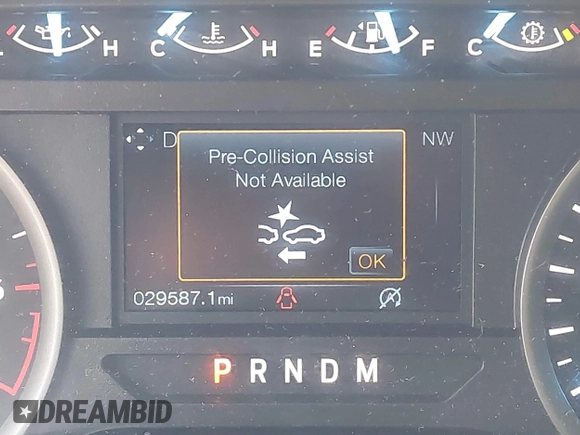 L H C H E F C
D NW
Pre-Collision Assist
Not Available
OK
029587.1mi
A
P R N D M
DREAMBID